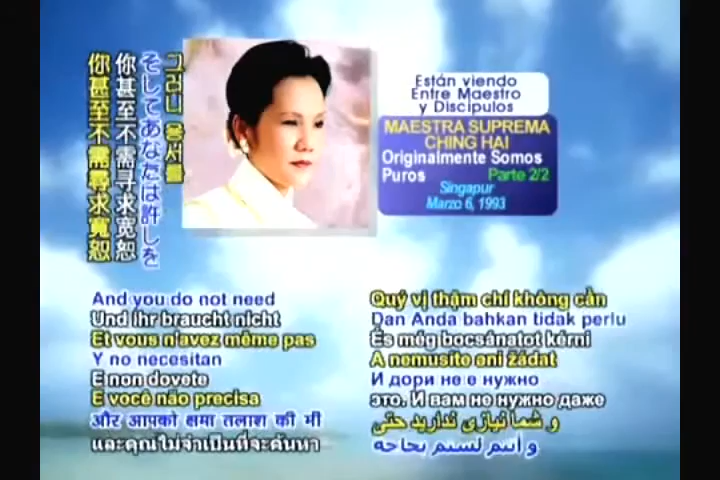 Están viendo
Entre Maestro
y Discípulos
MAESTRA SUPREMA
CHING HAI
Originalmente Somos
Puros Parte 2/2
Singapur
Marzo 6, 1993
그러니 용서를
そしてあなたは許しを
你甚至不需寻求宽恕
你甚至不需尋求寬恕
And you do not need
Und ihr braucht nicht
Et vous n'avez même pas
Y no necesitan
E non dovete
E você não precisa
और आपको क्षमा तलाश की भी
และคุณไม่จำเป็นที่จะค้นหา
Quý vị thậm chí không cần
Dan Anda bahkan tidak perlu
És még bocsánatot kérni
A nemusíte ani žádat
И дори не е нужно
это. И вам не нужно даже
و شما نیازی ندارید حتی
و أنتم لستم بحاجه